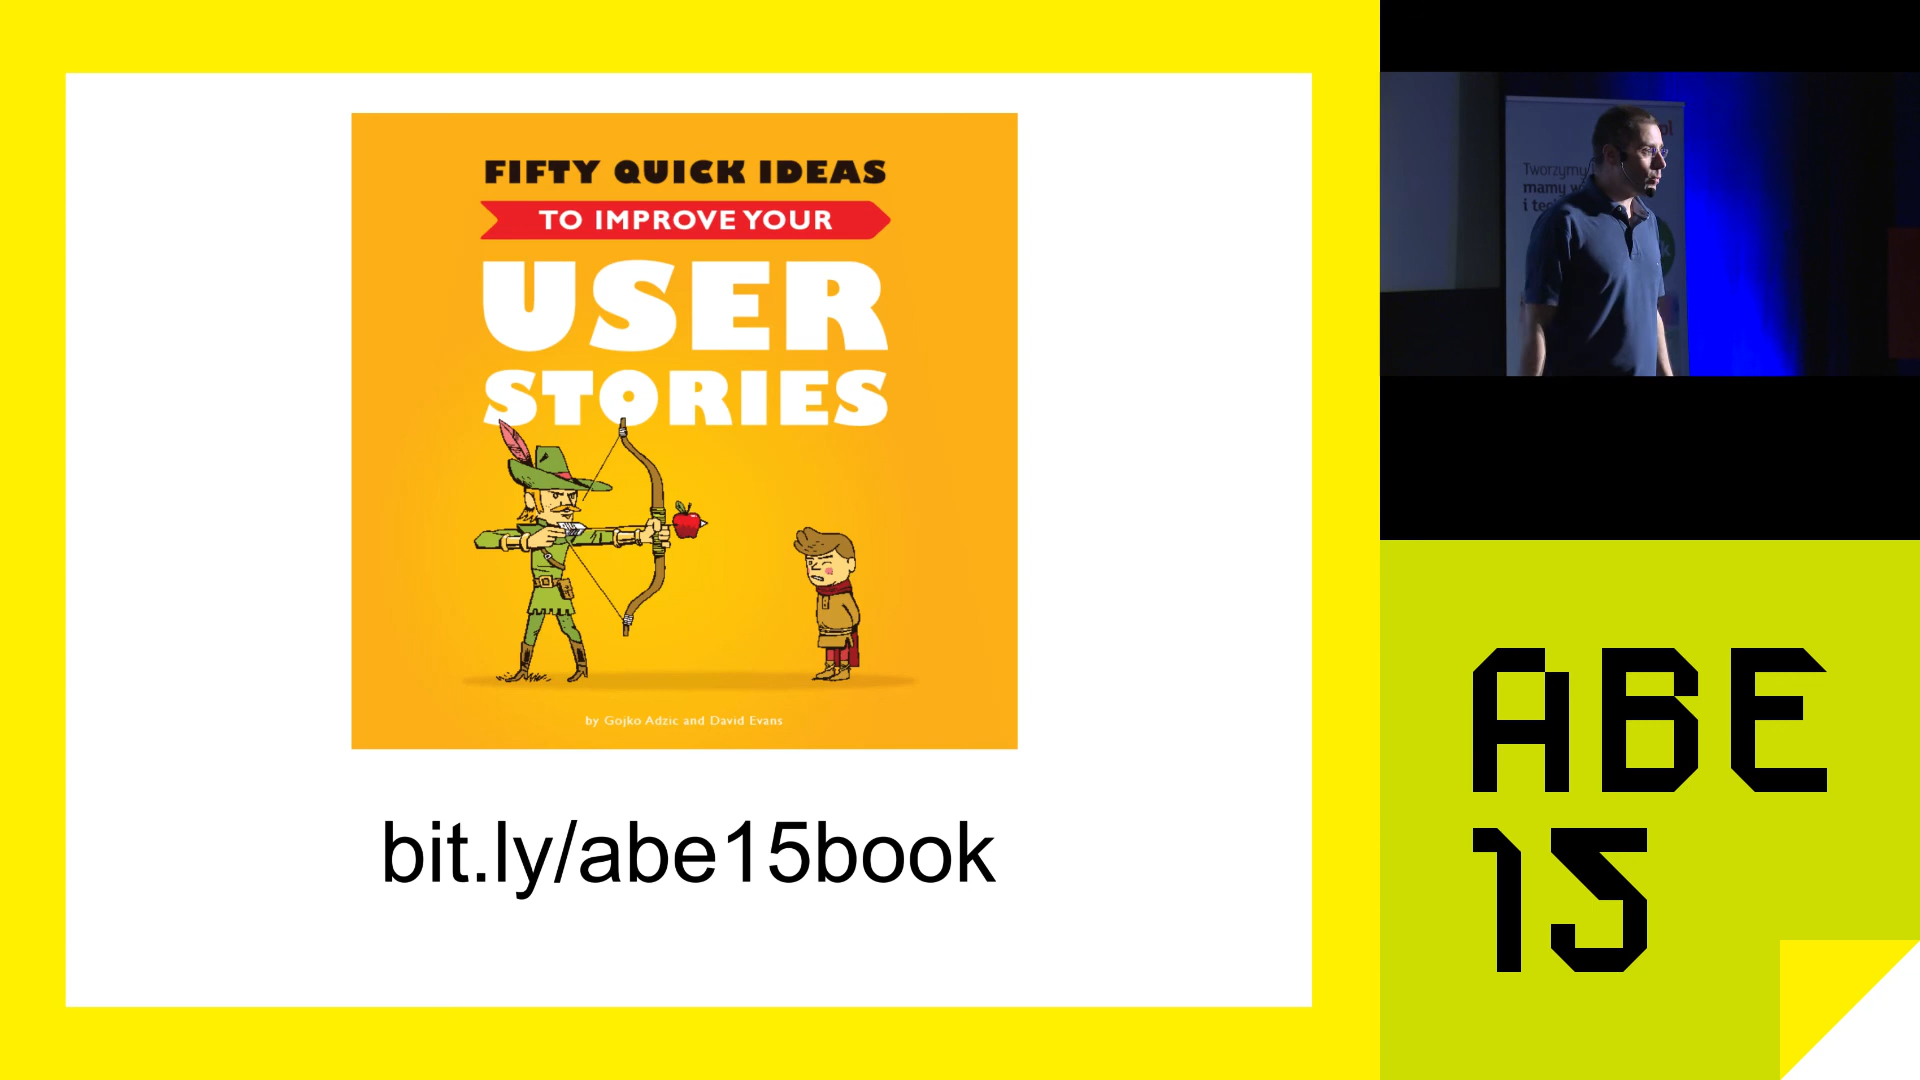 FIFTY QUICK IDEAS
TO IMPROVE YOUR
USER
STORIES
by Gojko Adzic and David Evans
bit.ly/abe15book
Tworzymy
mamy
i
ABE
15